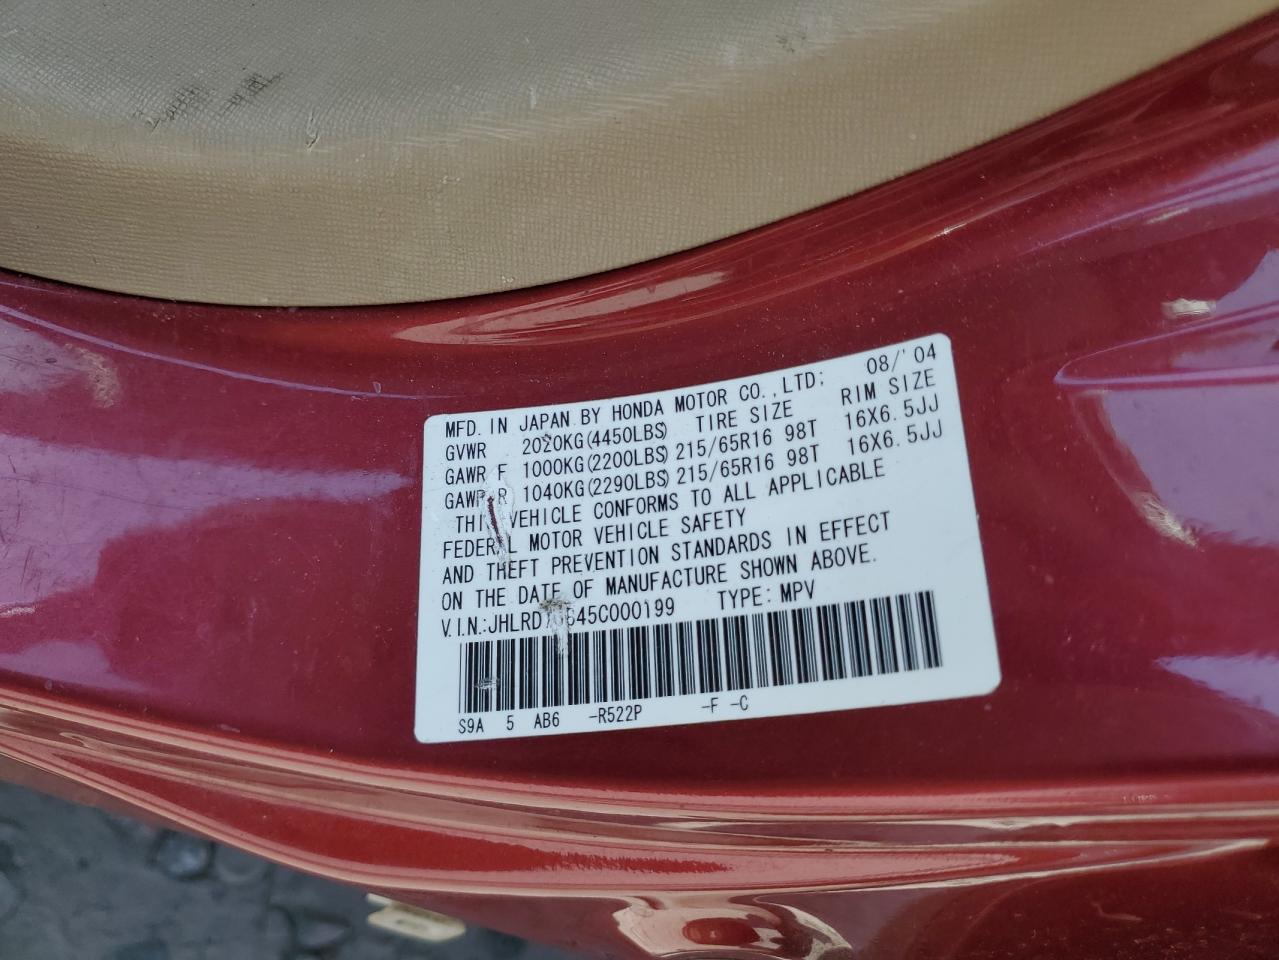 MFD. IN JAPAN BY HONDA MOTOR CO.,LTD; 08/'04
GVWR 2020KG(4450LBS) TIRE SIZE RIM SIZE
GAWR F 1000KG(2200LBS) 215/65R16 98T 16X6.5JJ
GAWR R 1040KG(2290LBS) 215/65R16 98T 16X6.5JJ
VEHICLE CONFORMS TO ALL APPLICABLE
FEDERAL MOTOR VEHICLE SAFETY
AND THEFT PREVENTION STANDARDS IN EFFECT
ON THE DATE OF MANUFACTURE SHOWN ABOVE.
V.I.N.: TYPE: MPV
S9A 5 AB6 -R522P -F -C